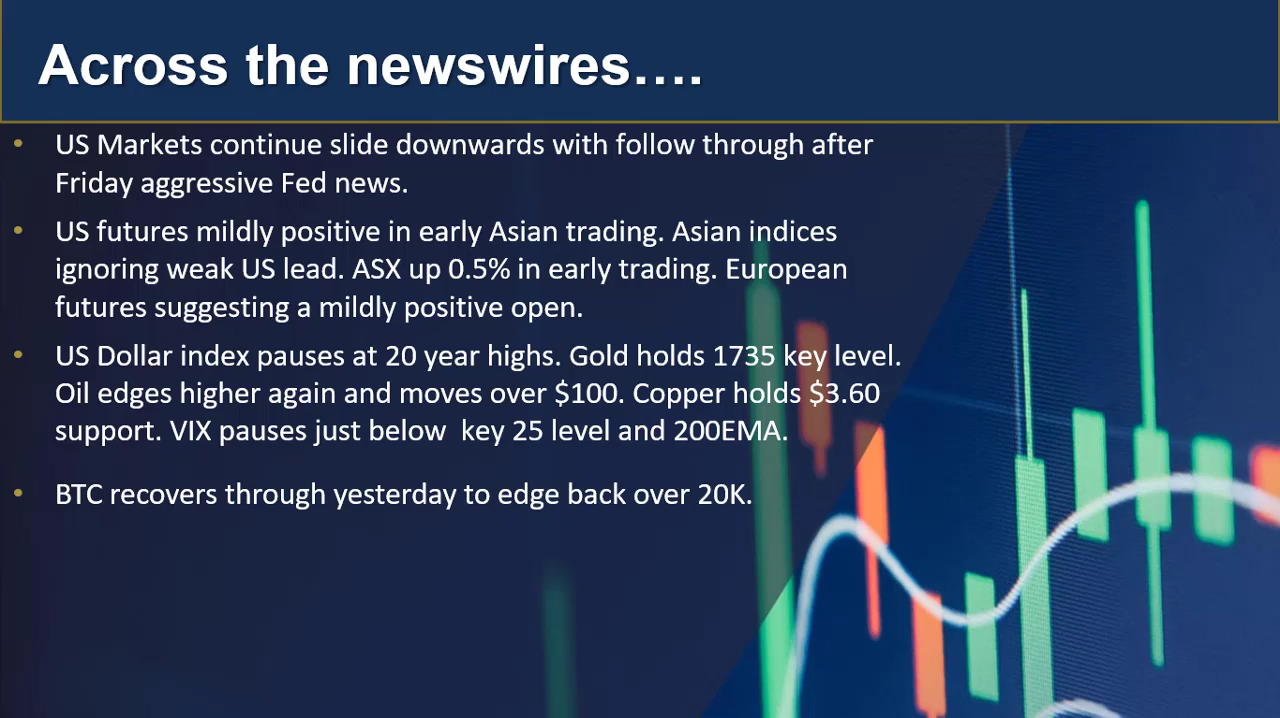 Across the newswires….
• US Markets continue slide downwards with follow through after
Friday aggressive Fed news.
• US futures mildly positive in early Asian trading. Asian indices
ignoring weak US lead. ASX up 0.5% in early trading. European
futures suggesting a mildly positive open.
• US Dollar index pauses at 20 year highs. Gold holds 1735 key level.
Oil edges higher again and moves over $100. Copper holds $3.60
support. VIX pauses just below  key 25 level and 200EMA.
• BTC recovers through yesterday to edge back over 20K.